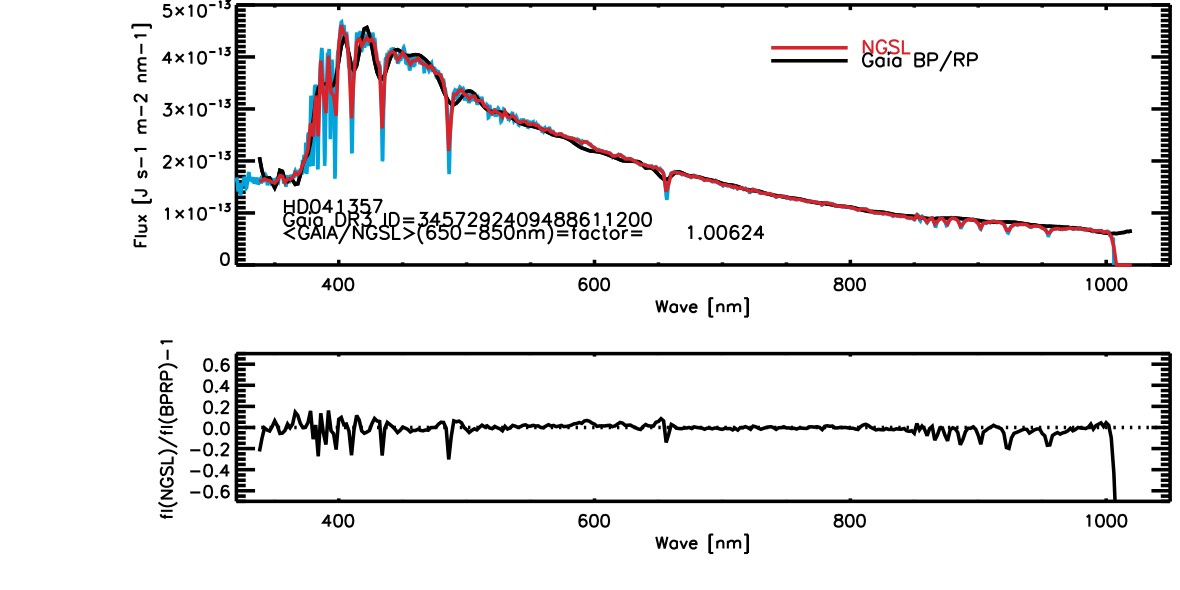 5×10−13
4×10−13
3×10−13
2×10−13
1×10−13
0
Flux [J s−1 m−2 nm−1]
NGSL
Gaia BP/RP
HD041357
Gaia DR3 ID=3457292409488611200
<GAIA/NGSL>(650−850nm)=factor= 1.00624
400 600 800 1000
Wave [nm]
fl(NGSL)/fl(BPRP)−1
0.6
0.4
0.2
0.0
−0.2
−0.4
−0.6
400 600 800 1000
Wave [nm]